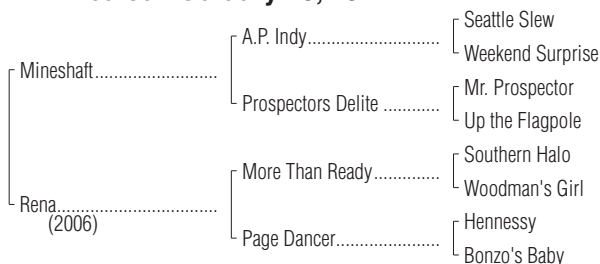 Seattle Slew
A.P. Indy..............................
Weekend Surprise
Mineshaft............................
Mr. Prospector
Prospectors Delite .............
Up the Flagpole
Southern Halo
More Than Ready...............
Woodman's Girl
Rena.....................................
(2006)
Hennessy
Page Dancer........................
Bonzo's Baby